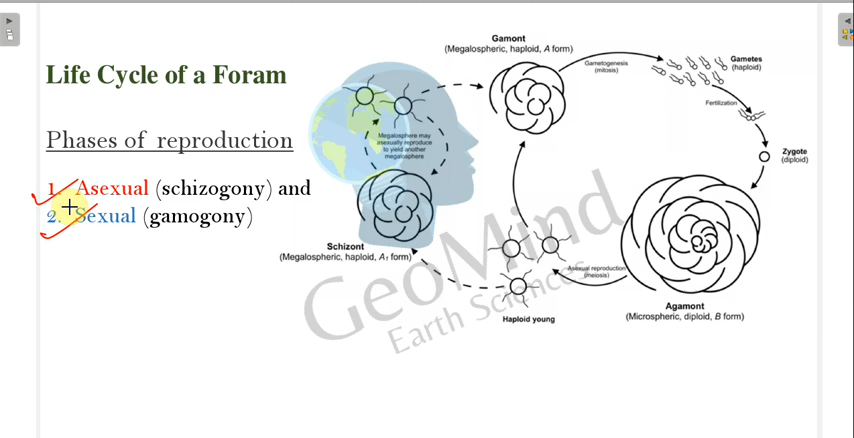 Life Cycle of a Foram
Phases of reproduction
1. Asexual (schizogony) and
2. Sexual (gamogony)
Gamont
(Megalospheric, haploid, A form)
Gametogenesis
(mitosis)
Gametes
(haploid)
Fertilization
Zygote
(diploid)
Megalosphere may
asexually reproduce
to yield another
megalosphere
Schizont
(Megalospheric, haploid, A₁ form)
Asexual reproduction
(meiosis)
Haploid young
Agamont
(Microspheric, diploid, B form)
GeoMind
Earth Sciences